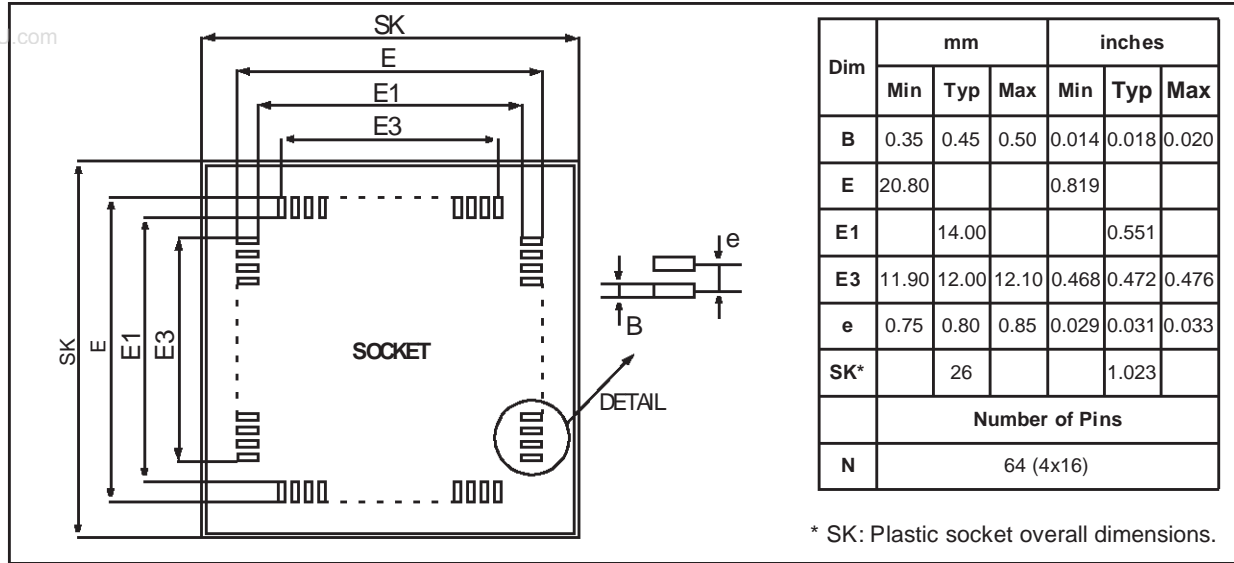 SK
E
E1
E3
SK
E
E1
E3
SOCKET
e
B
DETAIL
Dim mm inches
Min Typ Max Min Typ Max
B 0.35 0.45 0.50 0.014 0.018 0.020
E 20.80 0.819
E1 14.00 0.551
E3 11.90 12.00 12.10 0.468 0.472 0.476
e 0.75 0.80 0.85 0.029 0.031 0.033
SK* 26 1.023
Number of Pins
N 64 (4x16)
* SK: Plastic socket overall dimensions.